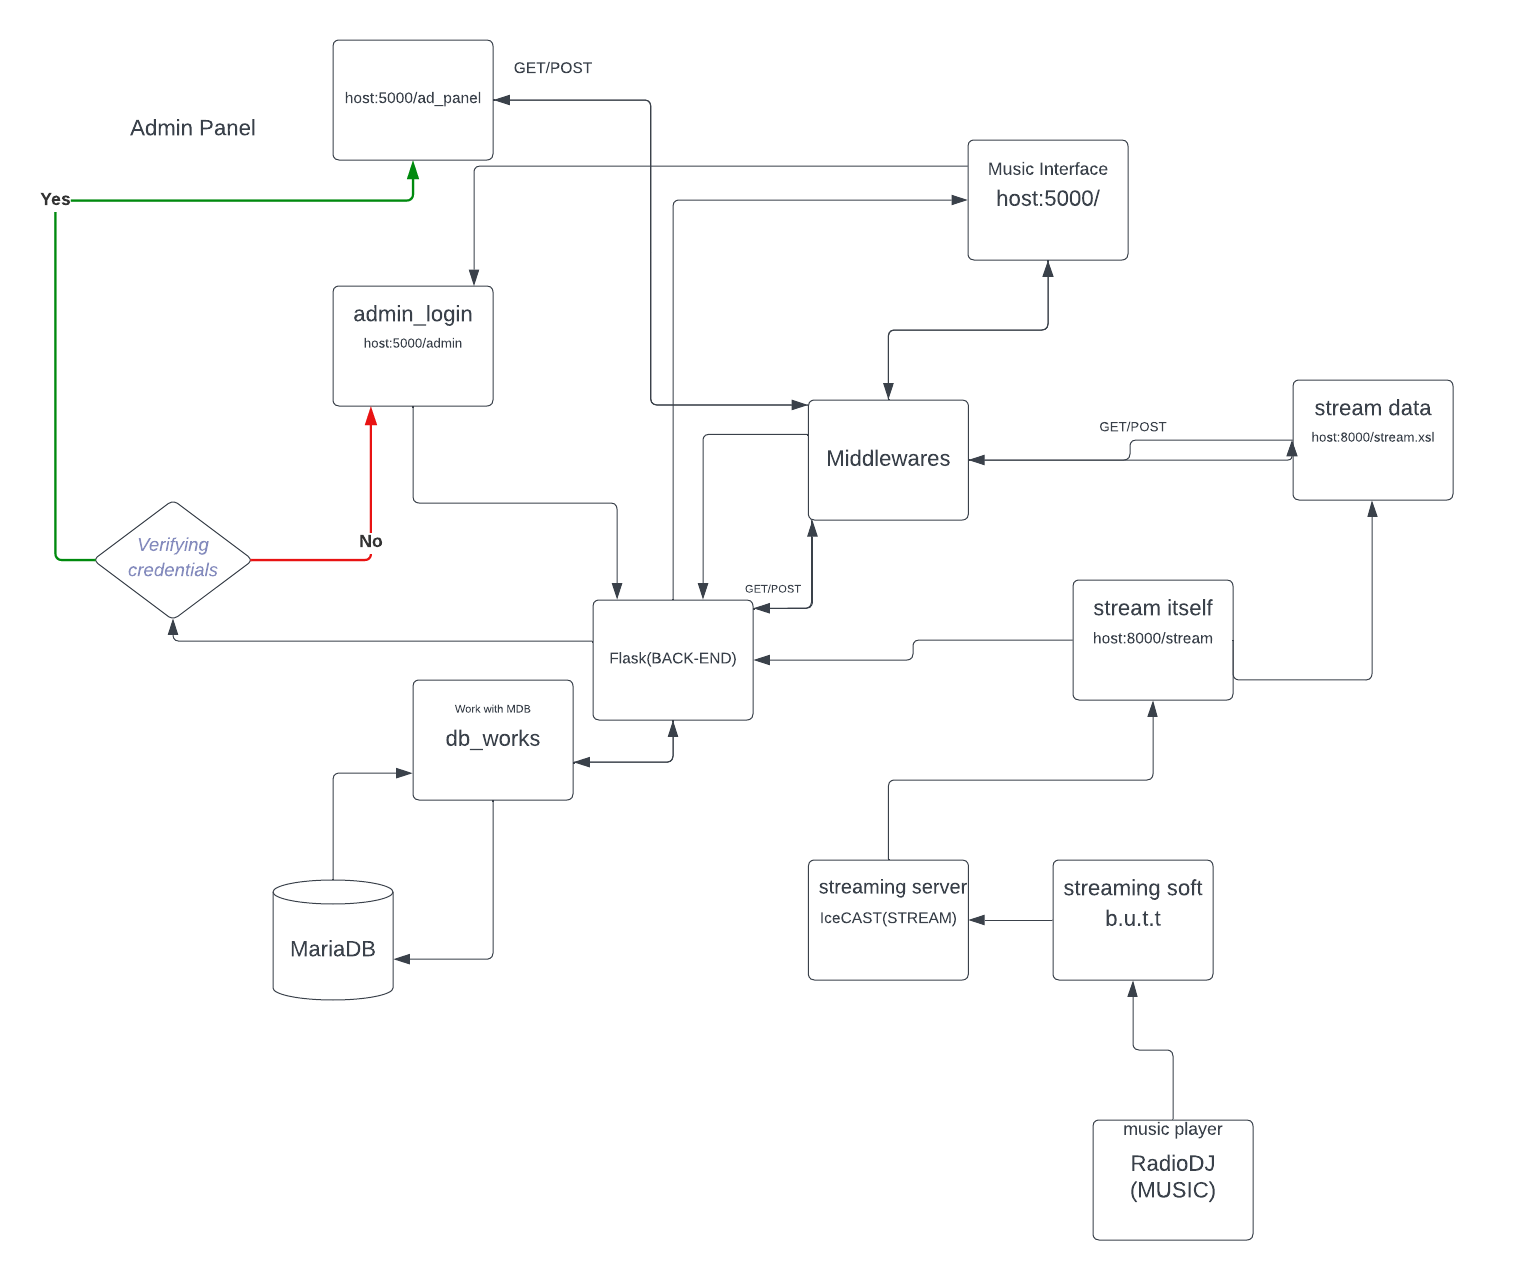 GET/POST
host:5000/ad_panel
Admin Panel
Music Interface
host:5000/
Yes
admin_login
host:5000/admin
stream data
host:8000/stream.xsl
GET/POST
Middlewares
No
Verifying
credentials
GET/POST
stream itself
host:8000/stream
Flask(BACK-END)
Work with MDB
db_works
streaming server
IceCAST(STREAM)
streaming soft
b.u.t.t
MariaDB
music player
RadioDJ
(MUSIC)